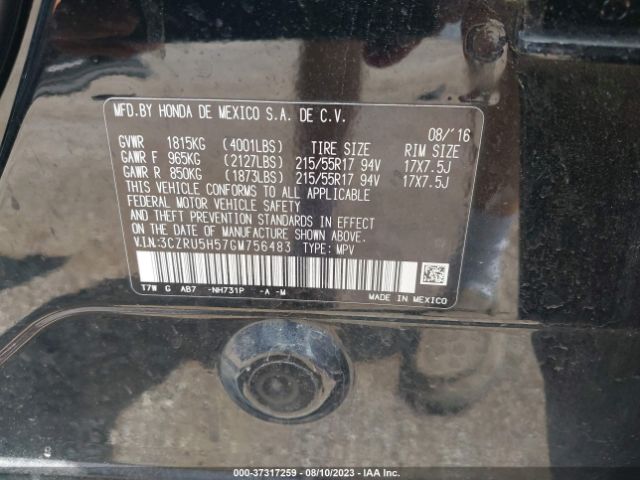 MFD.BY HONDA DE MEXICO S.A. DE C.V.
08/'16
GVWR 1815KG (4001LBS) TIRE SIZE RIM SIZE
GAWR F 965KG (2127LBS) 215/55R17 94V 17X7.5J
GAWR R 850KG (1873LBS) 215/55R17 94V 17X7.5J
THIS VEHICLE CONFORMS TO ALL APPLICABLE
FEDERAL MOTOR VEHICLE SAFETY
AND THEFT PREVENTION STANDARDS IN EFFECT
ON THE DATE OF MANUFACTURE SHOWN ABOVE.
V.I.N:3CZRU5H57GM756483 TYPE: MPV
T7W G AB7 -NH731P -A -M
MADE IN MEXICO
000-37317259 - 08/10/2023 - IAA Inc.